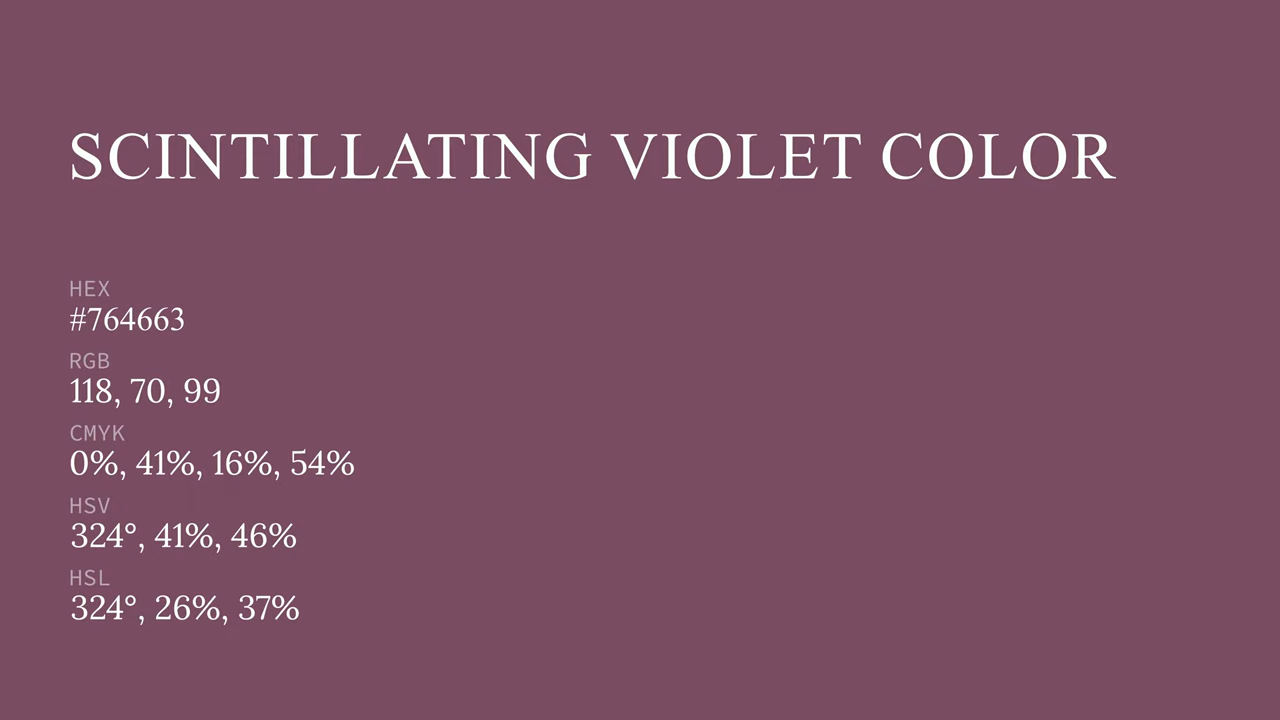 SCINTILLATING VIOLET COLOR
HEX
#764663
RGB
118, 70, 99
CMYK
0%, 41%, 16%, 54%
HSV
324°, 41%, 46%
HSL
324°, 26%, 37%